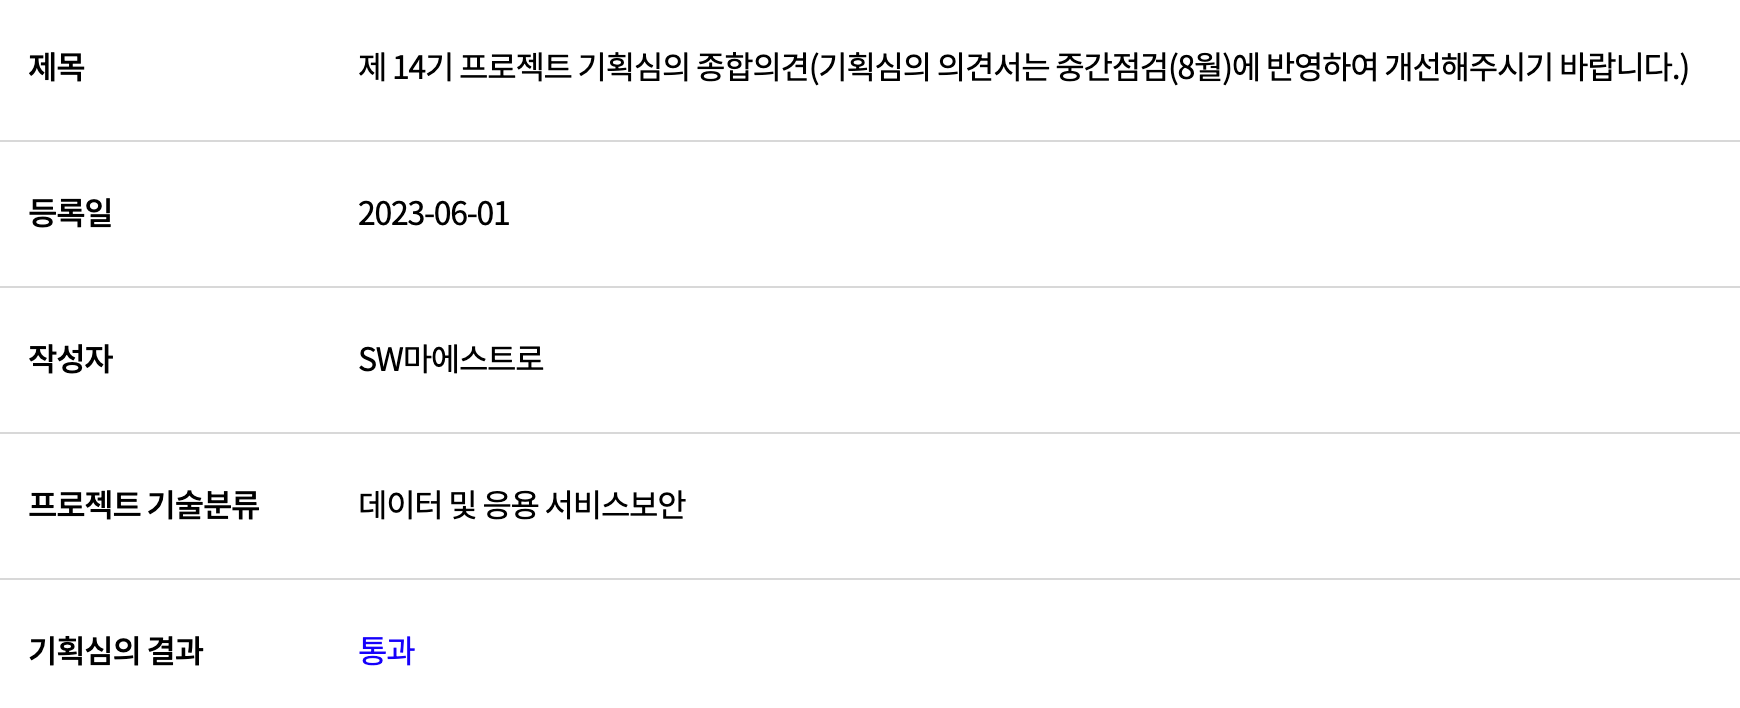 제목 제 14기 프로젝트 기획심의 종합의견(기획심의 의견서는 중간점검(8월)에 반영하여 개선해주시기 바랍니다.)
등록일 2023-06-01
작성자 SW마에스트로
프로젝트 기술분류 데이터 및 응용 서비스보안
기획심의 결과 통과